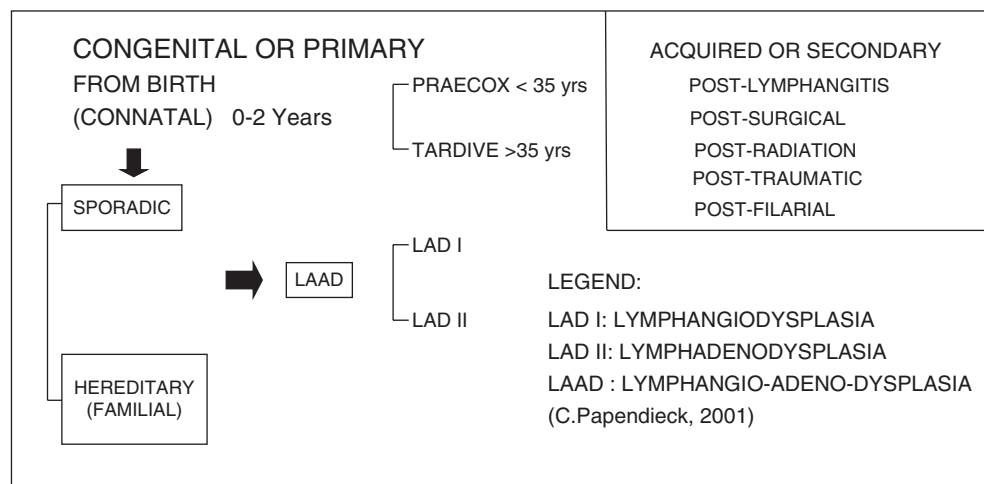 CONGENITAL OR PRIMARY
FROM BIRTH
(CONNATAL) 0-2 Years
PRAECOX < 35 yrs
TARDIVE >35 yrs
SPORADIC
HEREDITARY
(FAMILIAL)
LAAD
LAD I
LAD II
ACQUIRED OR SECONDARY
POST-LYMPHANGITIS
POST-SURGICAL
POST-RADIATION
POST-TRAUMATIC
POST-FILARIAL
LEGEND:
LAD I: LYMPHANGIODYSPLASIA
LAD II: LYMPHADENODYSPLASIA
LAAD : LYMPHANGIO-ADENO-DYSPLASIA
(C.Papendieck, 2001)